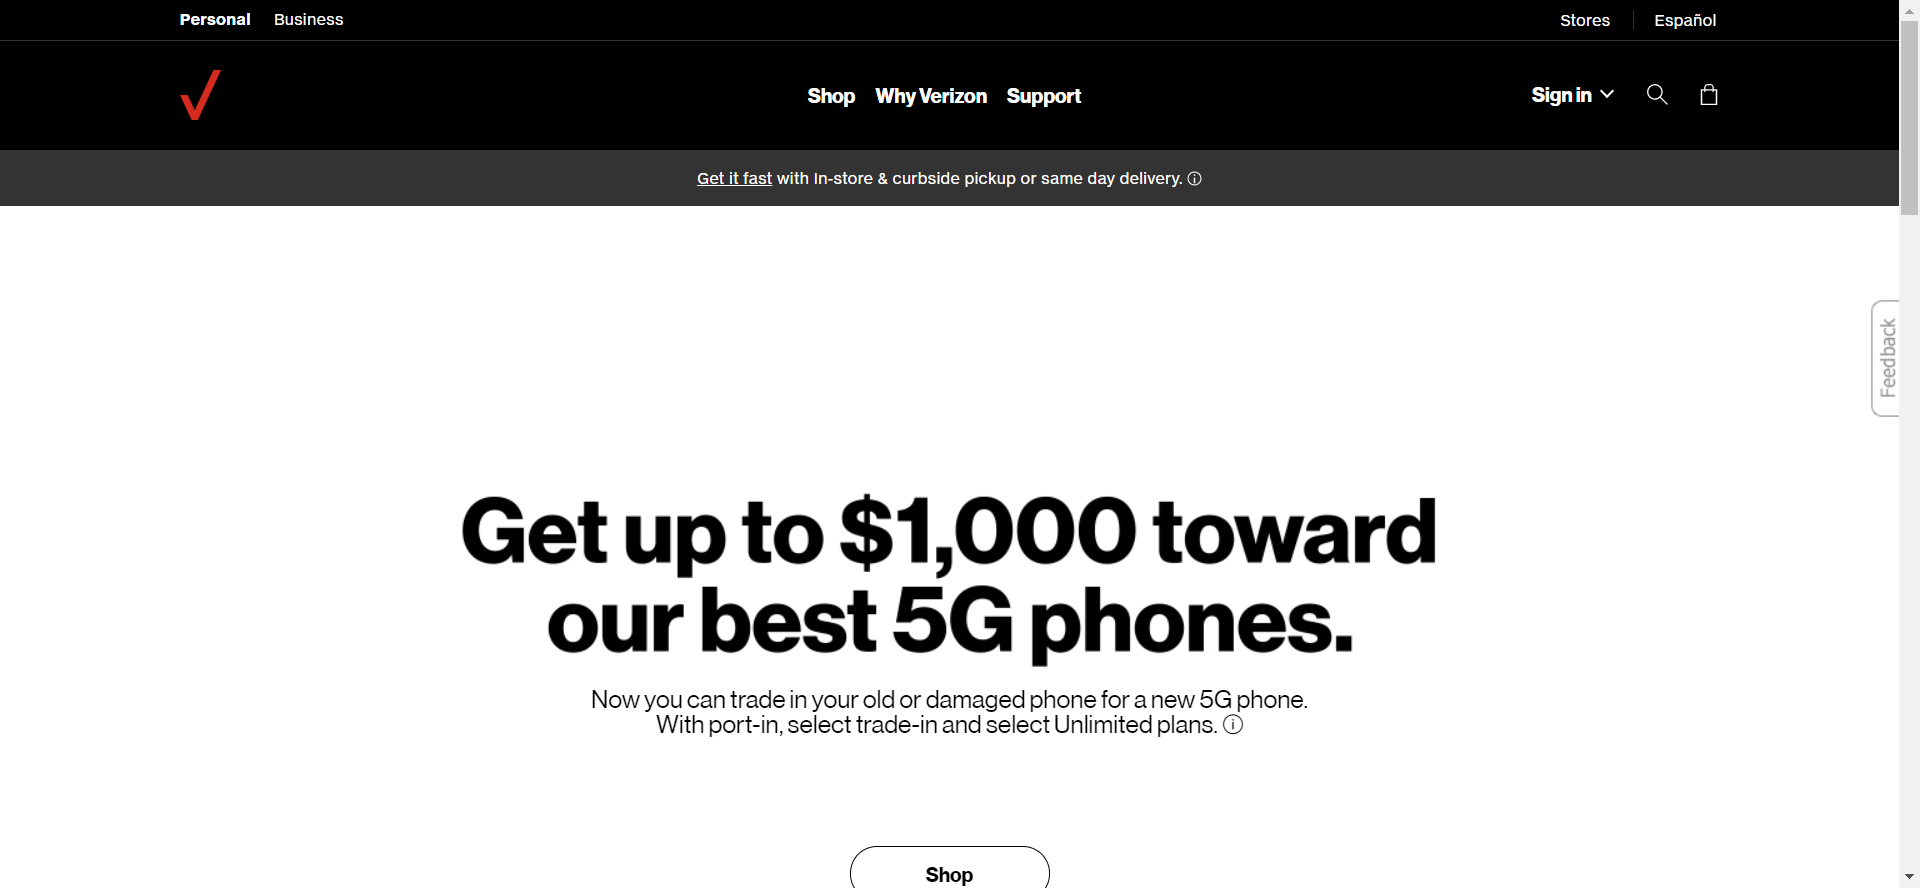 Personal Business Stores Español
Shop Why Verizon Support Sign in
Get it fast with In-store & curbside pickup or same day delivery.
Feedback
Get up to $1,000 toward
our best 5G phones.
Now you can trade in your old or damaged phone for a new 5G phone.
With port-in, select trade-in and select Unlimited plans.
Shop